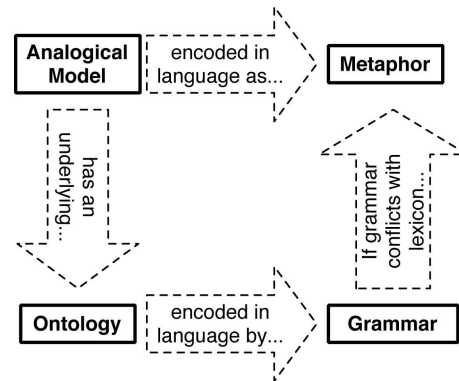 Analogical
Model
encoded in
language as...
Metaphor
has an
underlying...
If grammar
conflicts with
lexicon...
Ontology
encoded in
language by...
Grammar